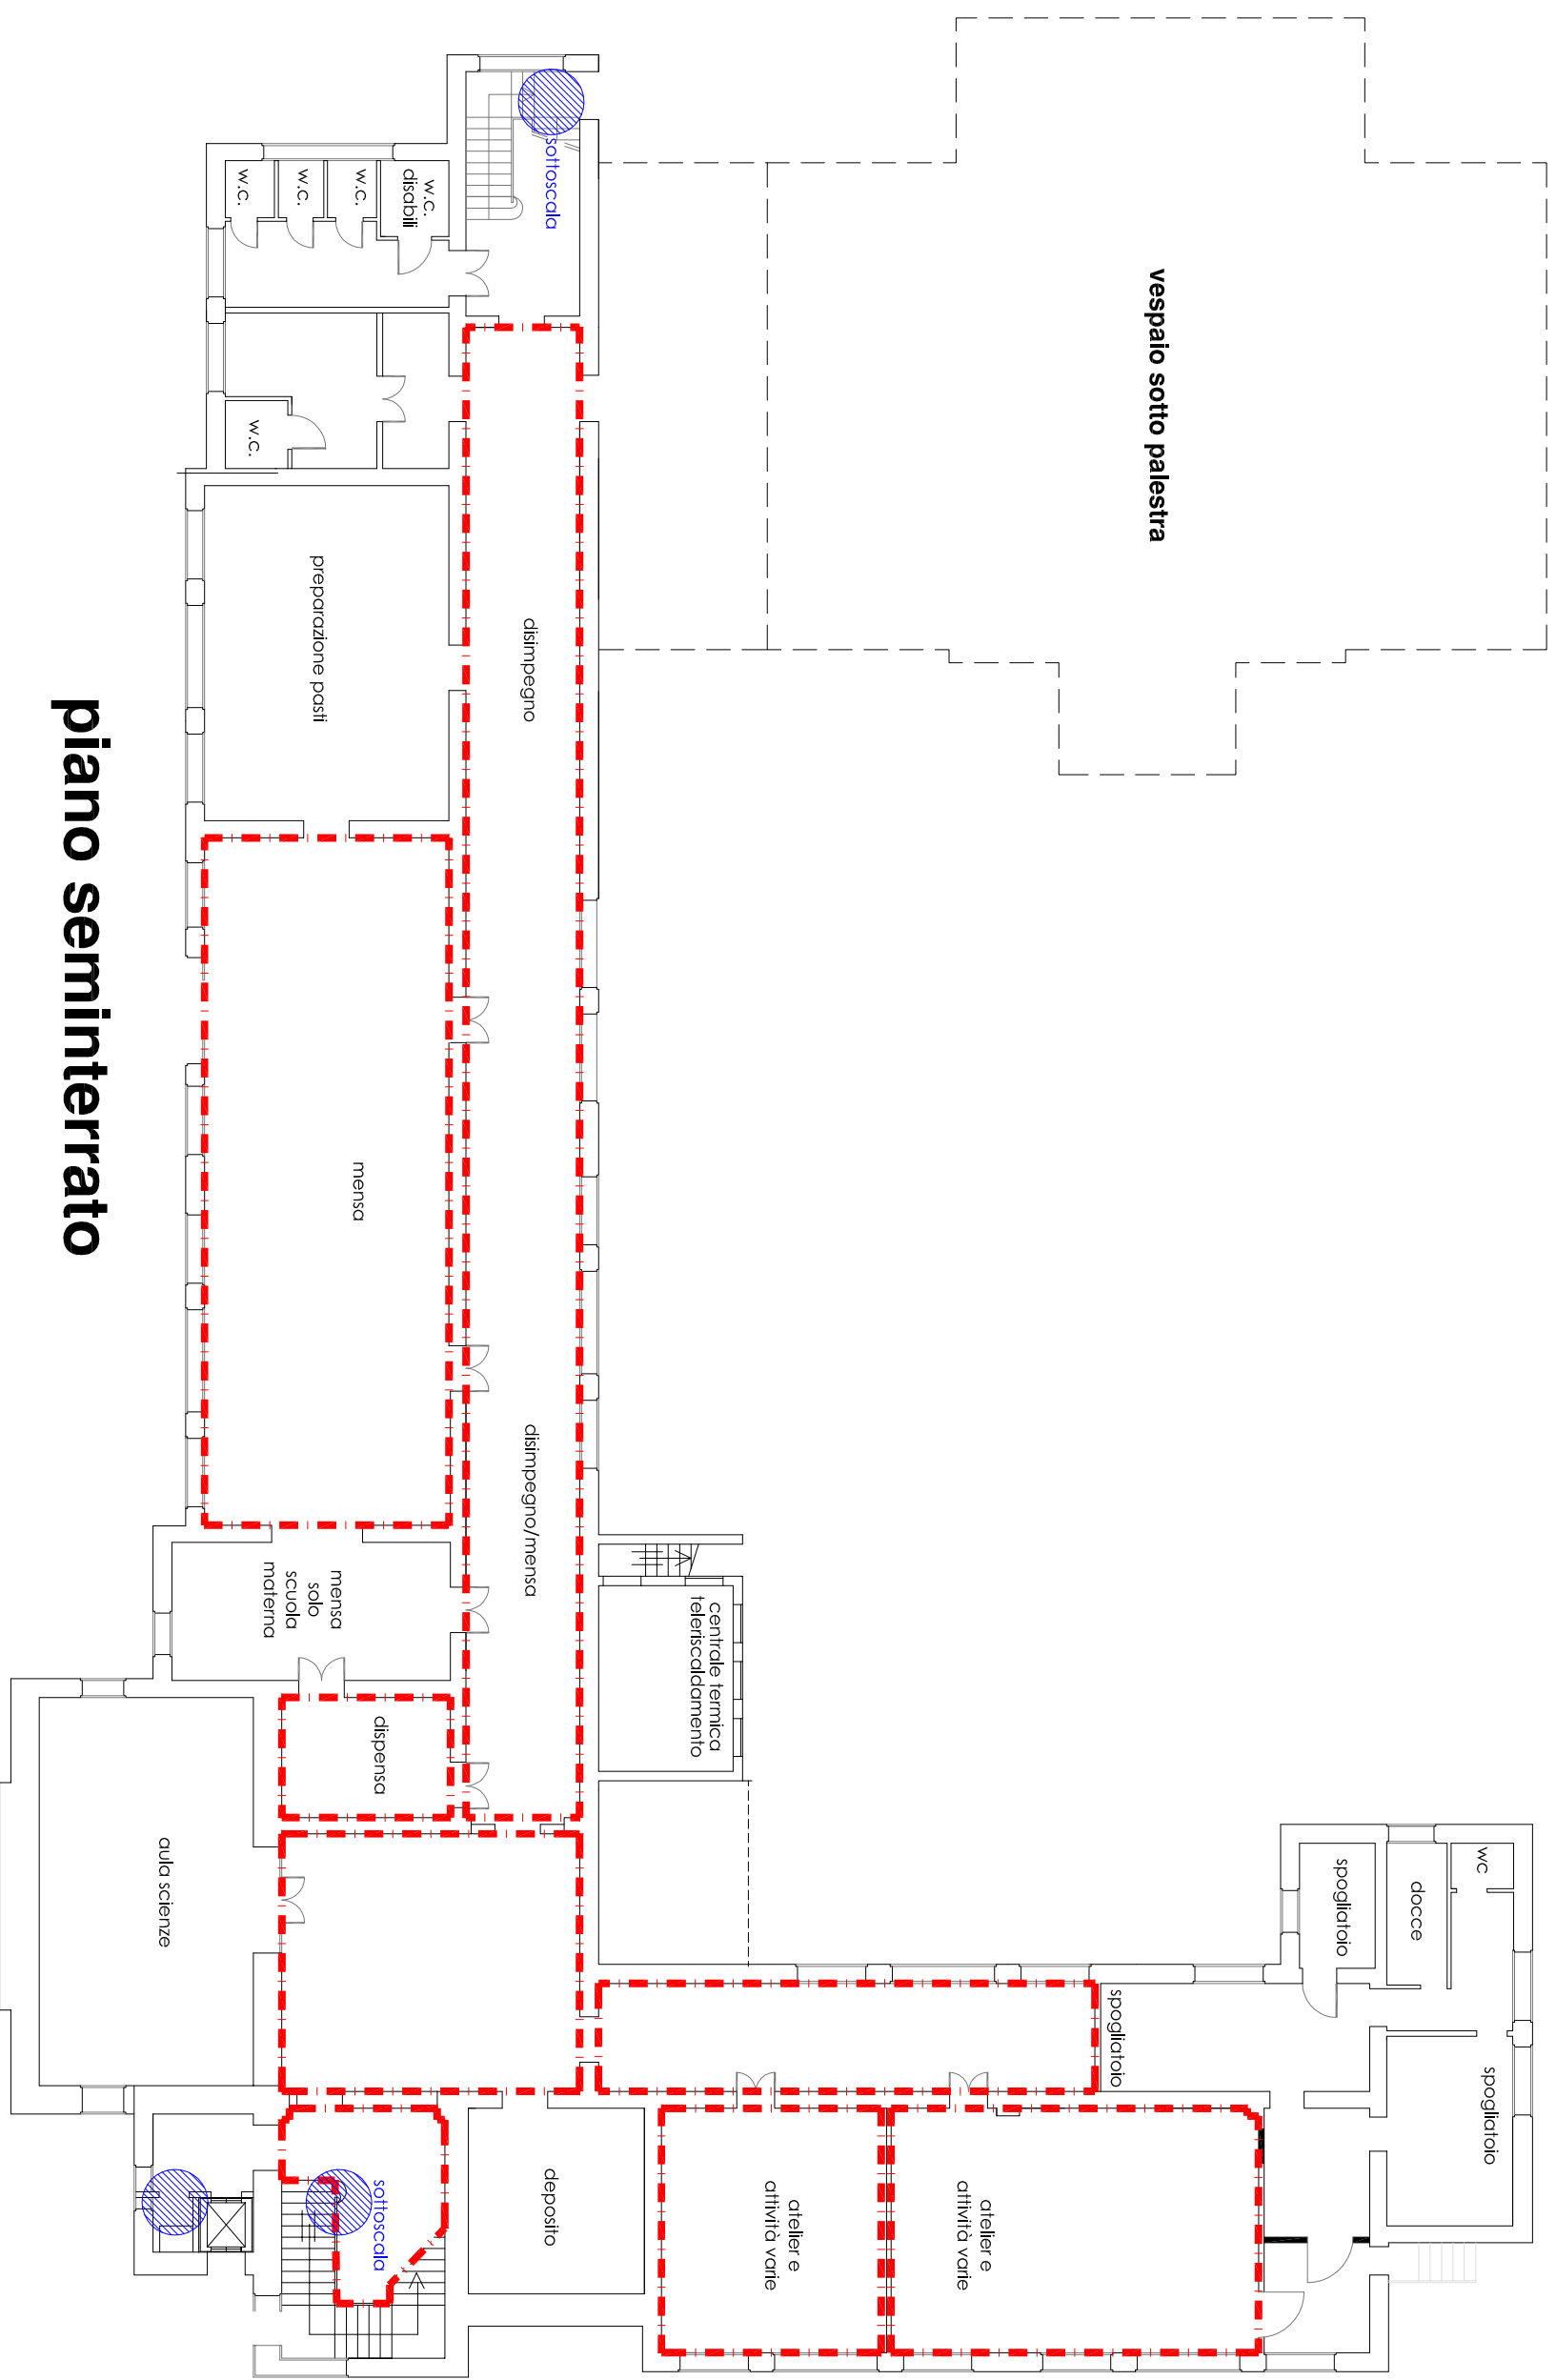 vespaio sotto palestra
sottoscala
w.c.
disabili
w.c.
w.c.
w.c.
w.c.
disimpegno
preparazione pasti
piano seminterrato
mensa
disimpegno/mensa
mensa
solo
scuola
materna
centrale termica
teleriscaldamento
dispensa
aula scienze
wc
docce
spogliatoio
spogliatoio
spogliatoio
sottoscala
deposito
atelier e
attività varie
atelier e
attività varie